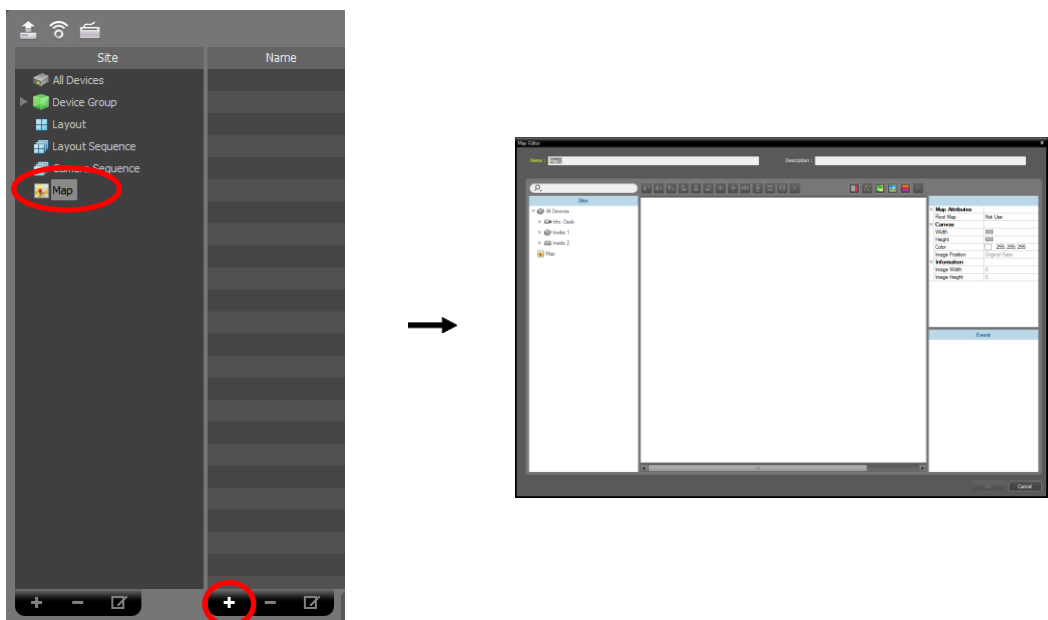 Site
Name
All Devices
Device Group
Layout
Layout Sequence
Camera Sequence
Map
Map Editor
Name :
Description :
Site
All Devices
Info. Desk
Inside 1
Inside 2
Map
Map Attributes
Root Map Not Use
Canvas
Width 800
Height 600
Color 255; 255; 255
Image Position Original Ratio
Information
Image Width 0
Image Height 0
Event
Cancel